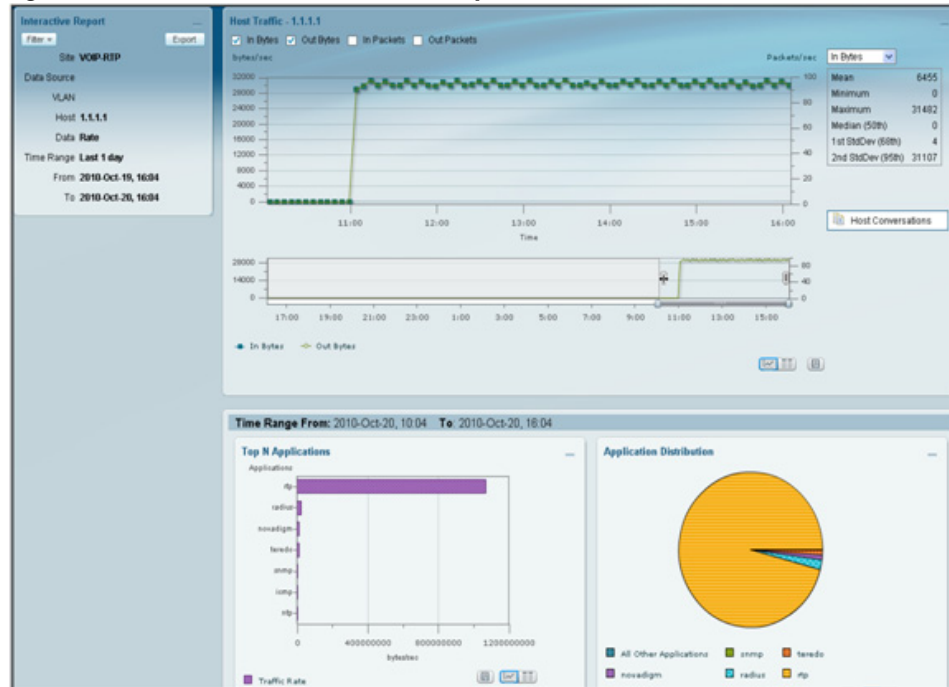 Interactive Report
Filter
Export
Site VOIP-RTP
Data Source
VLAN
Host 1.1.1.1
Data Rate
Time Range Last 1 day
From 2010-Oct-19, 16:04
To 2010-Oct-20, 16:04
Host Traffic - 1.1.1.1
In Bytes Out Bytes In Packets Out Packets
bytes/sec
Packets/sec
32000
28000
24000
20000
16000
12000
8000
4000
0
100
80
60
40
20
0
11:00 12:00 13:00 14:00 15:00 16:00
Time
In Bytes
Mean 6455
Minimum 0
Maximum 31482
Median (50th) 0
1st StdDev (68th) 4
2nd StdDev (95th) 31107
Host Conversations
28000
14000
0
80
40
0
17:00 19:00 21:00 23:00 1:00 3:00 5:00 7:00 9:00 11:00 13:00 15:00
In Bytes Out Bytes
Time Range From: 2010-Oct-20, 10:04 To: 2010-Oct-20, 16:04
Top N Applications
Applications
rtp
radius
novadigm
teredo
snmp
icmp
0 400000000 800000000 1200000000
bytes/sec
Traffic Rate
Application Distribution
All Other Applications snmp teredo
novadigm radius rtp